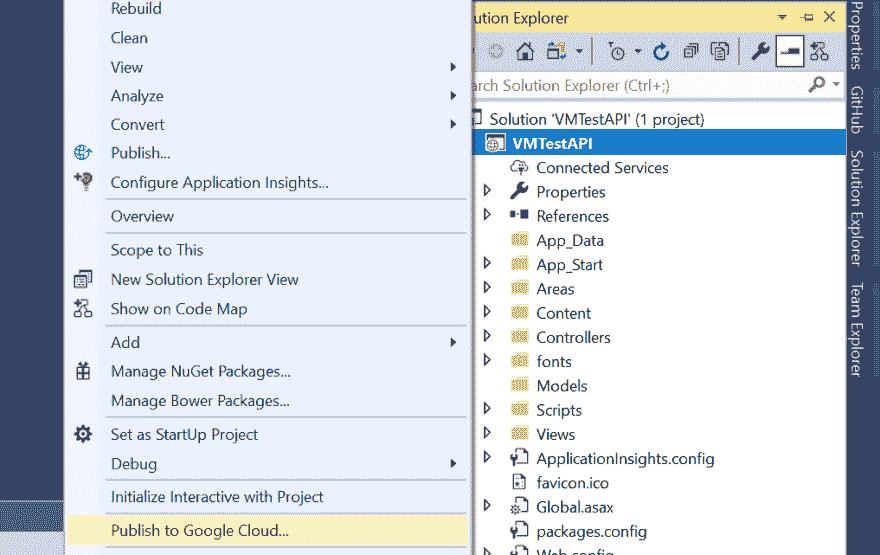 Rebuild
Clean
View
Analyze
Convert
Publish...
Configure Application Insights...
Overview
Scope to This
New Solution Explorer View
Show on Code Map
Add
Manage NuGet Packages...
Manage Bower Packages...
Set as StartUp Project
Debug
Initialize Interactive with Project
Publish to Google Cloud...
ution Explorer
arch Solution Explorer (Ctrl+;)
Solution 'VMTestAPI' (1 project)
VMTestAPI
Connected Services
Properties
References
App_Data
App_Start
Areas
Content
Controllers
fonts
Models
Scripts
Views
ApplicationInsights.config
favicon.ico
Global.asax
packages.config
Web.config
Properties
GitHub
Solution Explorer
Team Explorer